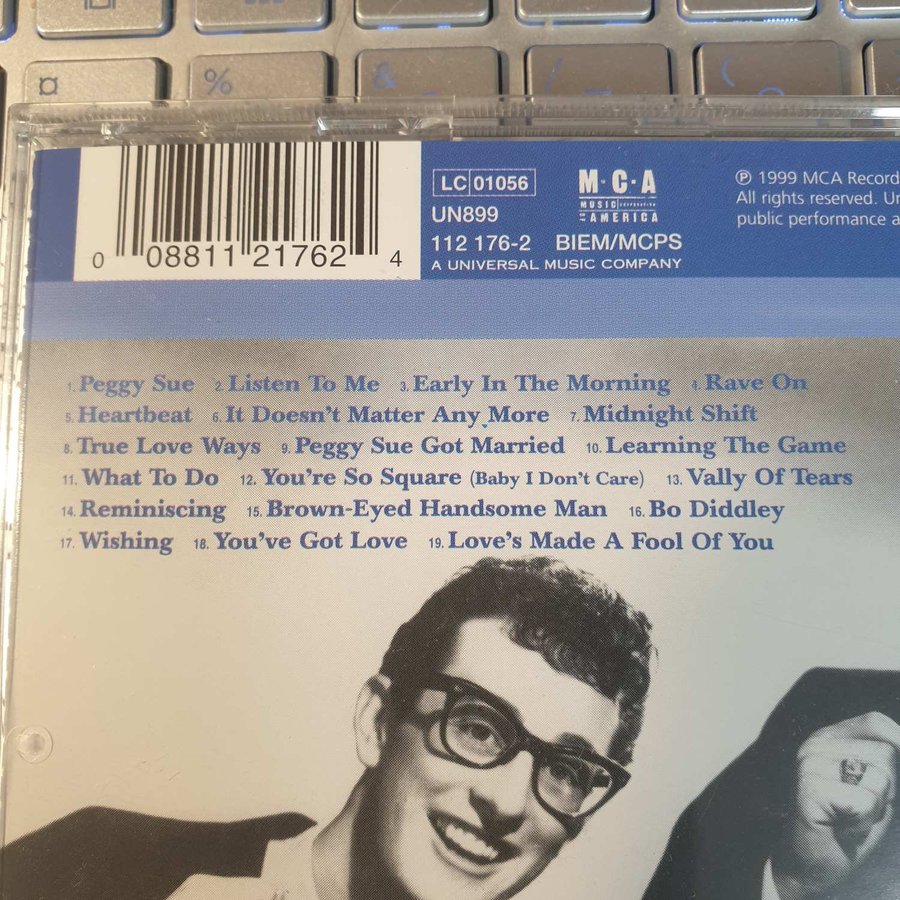 ¤ % & / (
0 08811 21762 4
LC 01056
UN899
112 176-2 BIEM/MCPS
A UNIVERSAL MUSIC COMPANY
M·C·A
MUSIC CORPORATION
OF AMERICA
℗ 1999 MCA Record
All rights reserved. Un
public performance a
1. Peggy Sue 2. Listen To Me 3. Early In The Morning 4. Rave On
5. Heartbeat 6. It Doesn't Matter Any More 7. Midnight Shift
8. True Love Ways 9. Peggy Sue Got Married 10. Learning The Game
11. What To Do 12. You're So Square (Baby I Don't Care) 13. Vally Of Tears
14. Reminiscing 15. Brown-Eyed Handsome Man 16. Bo Diddley
17. Wishing 18. You've Got Love 19. Love's Made A Fool Of You